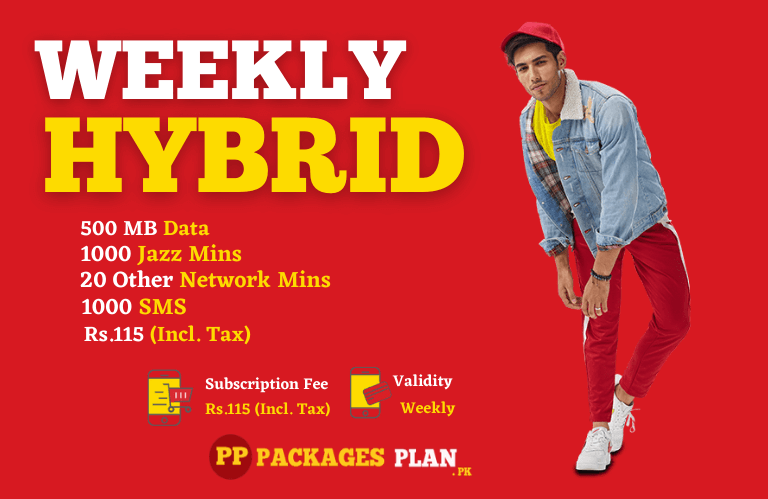 WEEKLY
HYBRID
500 MB Data
1000 Jazz Mins
20 Other Network Mins
1000 SMS
Rs.115 (Incl. Tax)
Subscription Fee
Rs.115 (Incl. Tax)
Validity
Weekly
PP PACKAGES PLAN.PK